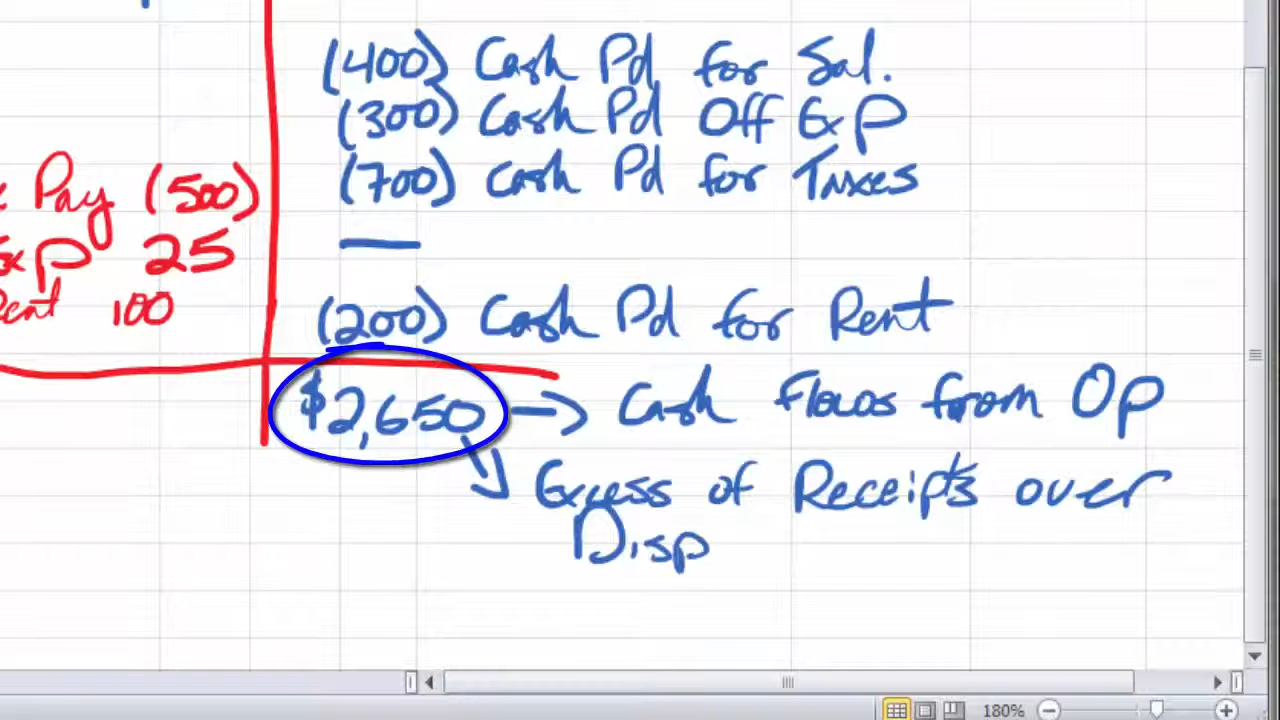 (400) Cash Pd for Sal.
(300) Cash Pd Off Exp
(700) Cash Pd for Taxes
Pay (500)
Exp 25
Rent 100
(200) Cash Pd for Rent
$2,650 → Cash Flows from Op
Excess of Receipts over
Disp
180%